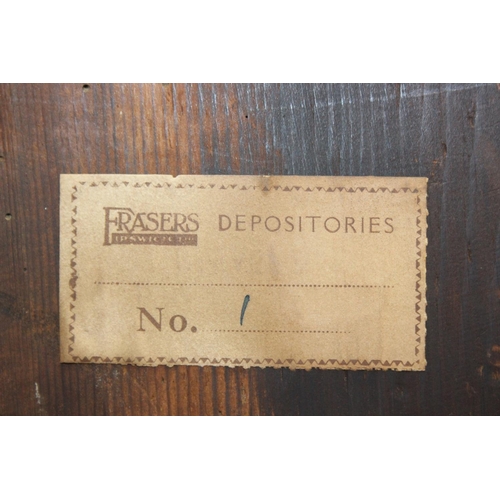 FRASERS DEPOSITORIES
IPSWICH LTD
No. 1